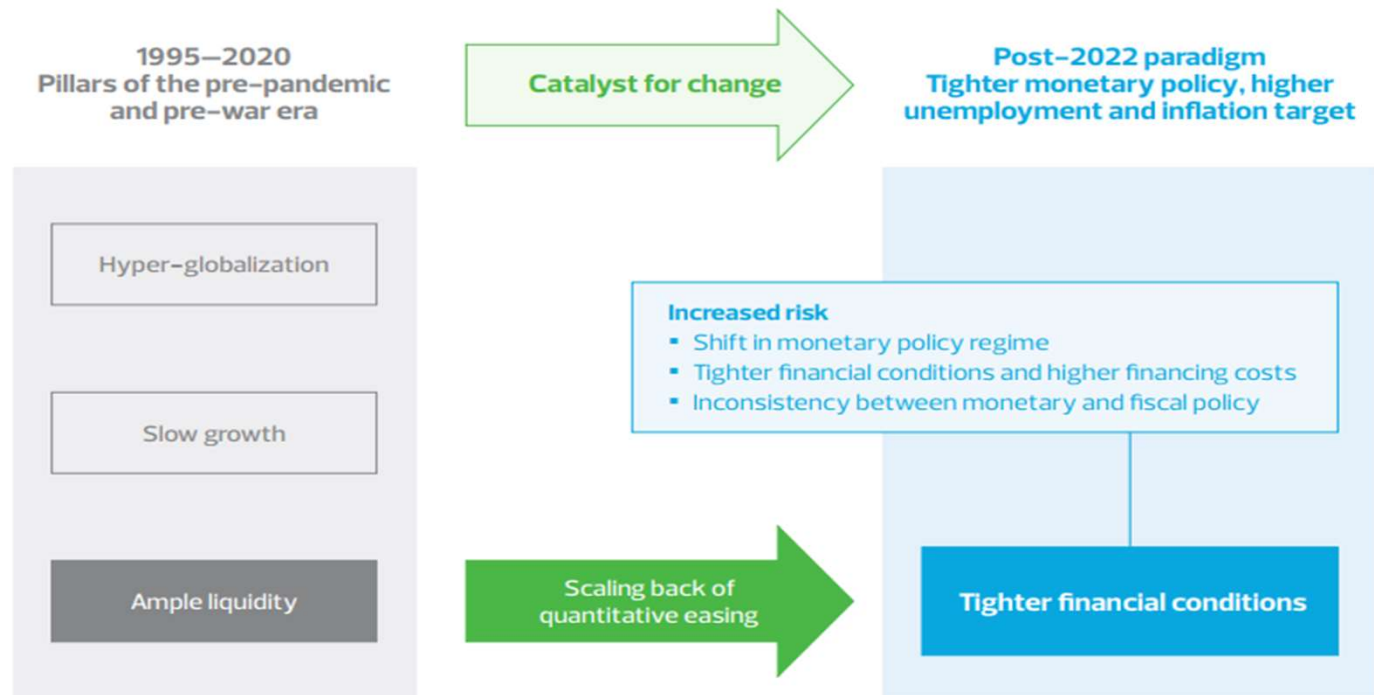 1995—2020
Pillars of the pre-pandemic
and pre-war era
Catalyst for change
Post-2022 paradigm
Tighter monetary policy, higher
unemployment and inflation target
Hyper-globalization
Increased risk
▪ Shift in monetary policy regime
▪ Tighter financial conditions and higher financing costs
▪ Inconsistency between monetary and fiscal policy
Slow growth
Ample liquidity
Scaling back of
quantitative easing
Tighter financial conditions